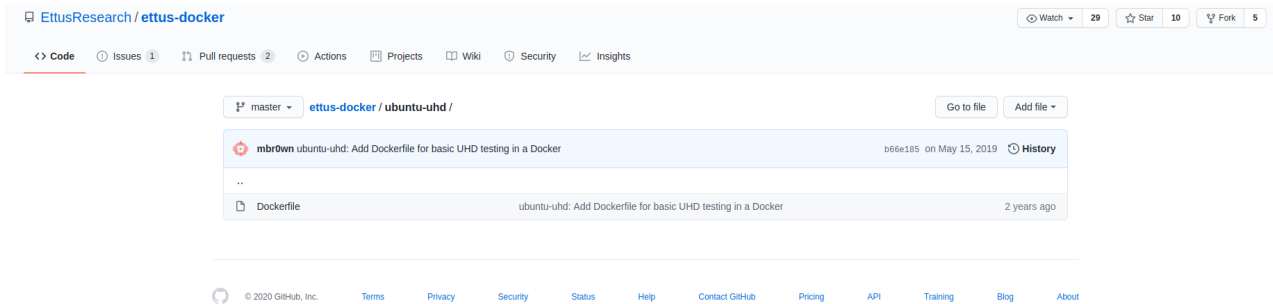 EttusResearch / ettus-docker
Watch 29 Star 10 Fork 5
Code Issues 1 Pull requests 2 Actions Projects Wiki Security Insights
master ettus-docker / ubuntu-uhd / Go to file Add file
mbr0wn ubuntu-uhd: Add Dockerfile for basic UHD testing in a Docker b66e185 on May 15, 2019 History
..
Dockerfile ubuntu-uhd: Add Dockerfile for basic UHD testing in a Docker 2 years ago
© 2020 GitHub, Inc. Terms Privacy Security Status Help Contact GitHub Pricing API Training Blog About